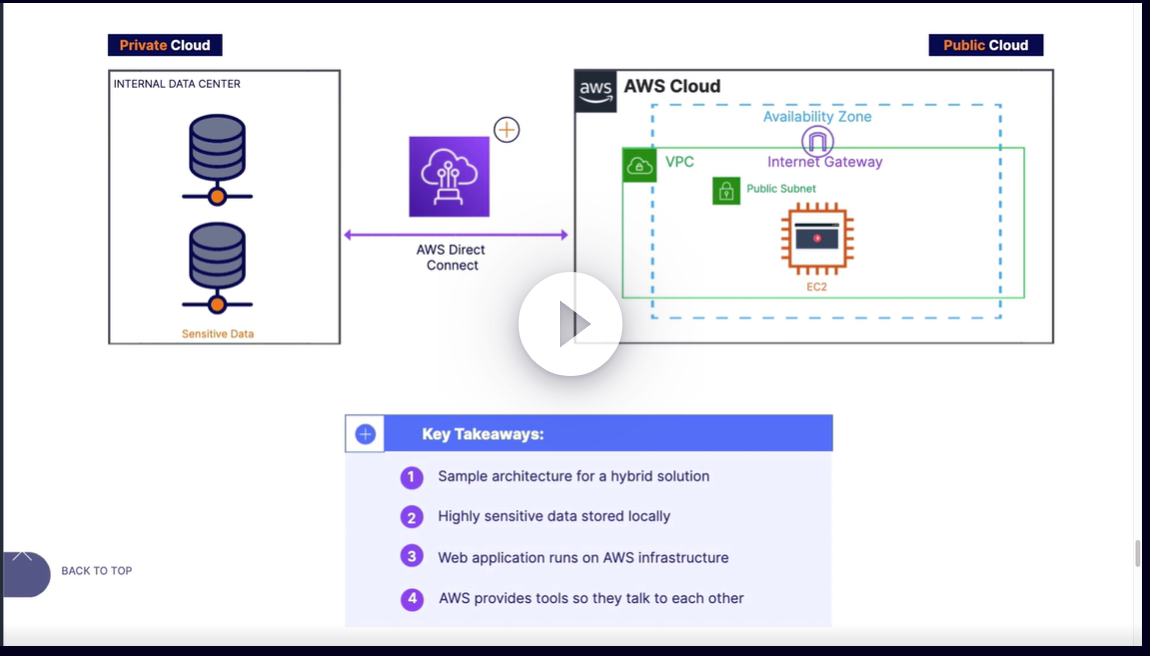 Private Cloud
Public Cloud
INTERNAL DATA CENTER
Sensitive Data
AWS Direct
Connect
aws
AWS Cloud
Availability Zone
Internet Gateway
VPC
Public Subnet
EC2
Key Takeaways:
1 Sample architecture for a hybrid solution
2 Highly sensitive data stored locally
3 Web application runs on AWS infrastructure
4 AWS provides tools so they talk to each other
BACK TO TOP